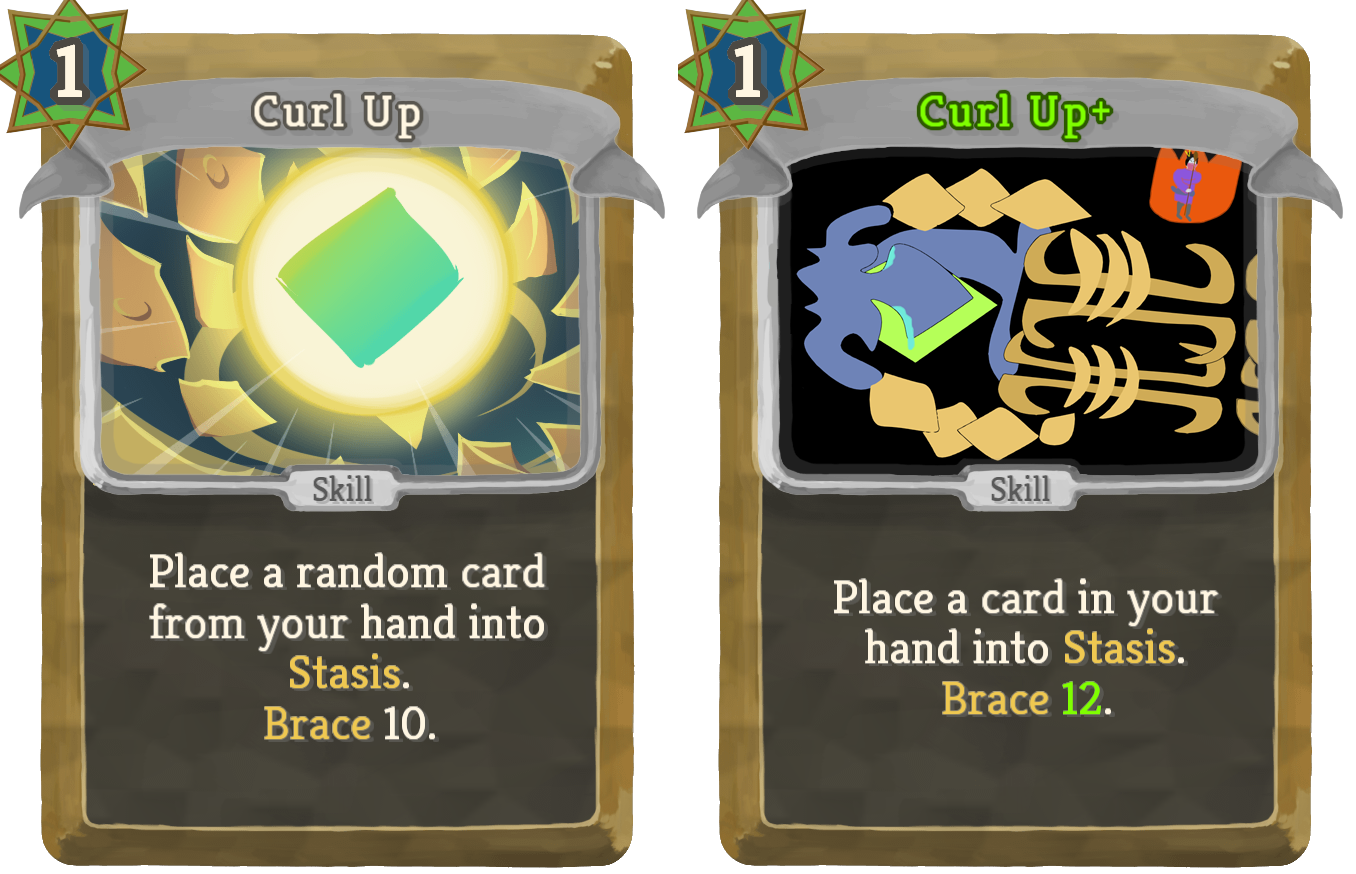 1
Curl Up
Skill
Place a random card
from your hand into
Stasis.
Brace 10.
1
Curl Up+
Skill
Place a card in your
hand into Stasis.
Brace 12.